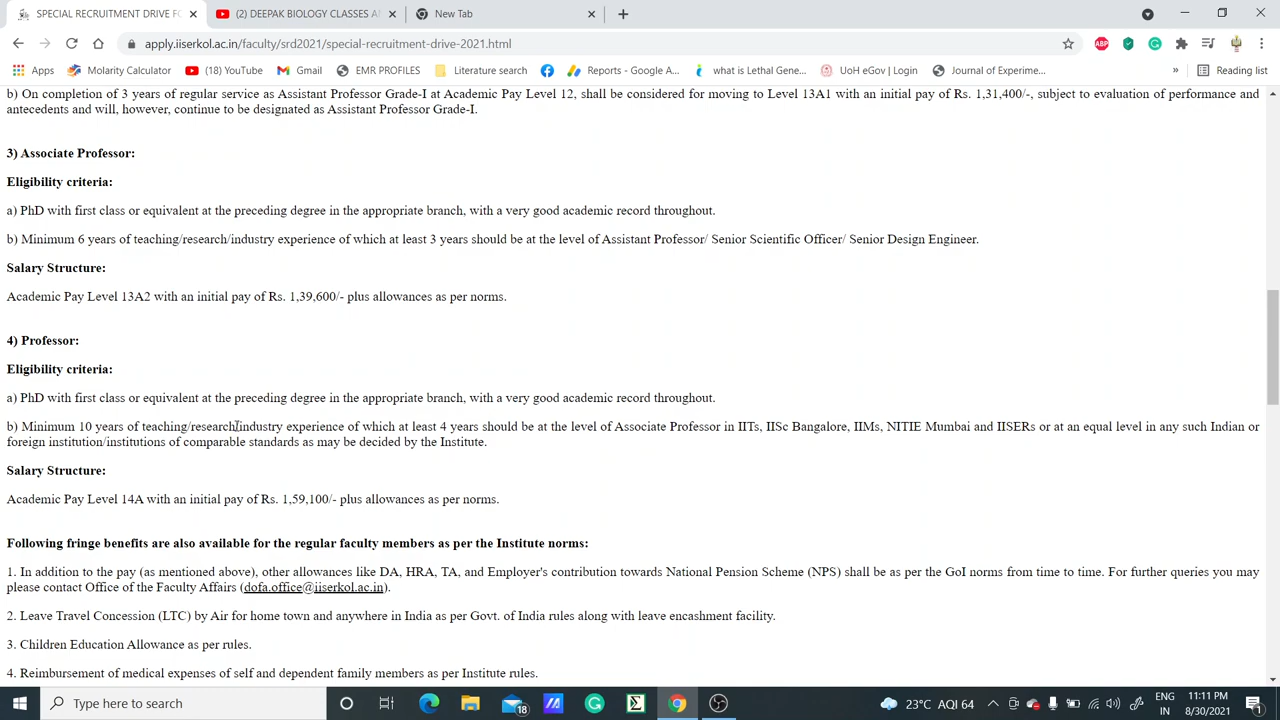 SPECIAL RECRUITMENT DRIVE FO
(2) DEEPAK BIOLOGY CLASSES A
New Tab
apply.iiserkol.ac.in/faculty/srd2021/special-recruitment-drive-2021.html
ABP
Apps
Molarity Calculator
(18) YouTube
Gmail
EMR PROFILES
Literature search
Reports - Google A...
what is Lethal Gene...
UoH eGov | Login
Journal of Experime...
»
Reading list
b) On completion of 3 years of regular service as Assistant Professor Grade-I at Academic Pay Level 12, shall be considered for moving to Level 13A1 with an initial pay of Rs. 1,31,400/-, subject to evaluation of performance and
antecedents and will, however, continue to be designated as Assistant Professor Grade-I.
3) Associate Professor:
Eligibility criteria:
a) PhD with first class or equivalent at the preceding degree in the appropriate branch, with a very good academic record throughout.
b) Minimum 6 years of teaching/research/industry experience of which at least 3 years should be at the level of Assistant Professor/ Senior Scientific Officer/ Senior Design Engineer.
Salary Structure:
Academic Pay Level 13A2 with an initial pay of Rs. 1,39,600/- plus allowances as per norms.
4) Professor:
Eligibility criteria:
a) PhD with first class or equivalent at the preceding degree in the appropriate branch, with a very good academic record throughout.
b) Minimum 10 years of teaching/research/industry experience of which at least 4 years should be at the level of Associate Professor in IITs, IISc Bangalore, IIMs, NITIE Mumbai and IISERs or at an equal level in any such Indian or
foreign institution/institutions of comparable standards as may be decided by the Institute.
Salary Structure:
Academic Pay Level 14A with an initial pay of Rs. 1,59,100/- plus allowances as per norms.
Following fringe benefits are also available for the regular faculty members as per the Institute norms:
1. In addition to the pay (as mentioned above), other allowances like DA, HRA, TA, and Employer's contribution towards National Pension Scheme (NPS) shall be as per the GoI norms from time to time. For further queries you may
please contact Office of the Faculty Affairs (dofa.office@iiserkol.ac.in).
2. Leave Travel Concession (LTC) by Air for home town and anywhere in India as per Govt. of India rules along with leave encashment facility.
3. Children Education Allowance as per rules.
4. Reimbursement of medical expenses of self and dependent family members as per Institute rules.
Type here to search
18
23°C AQI 64
ENG
IN
11:11 PM
8/30/2021
1